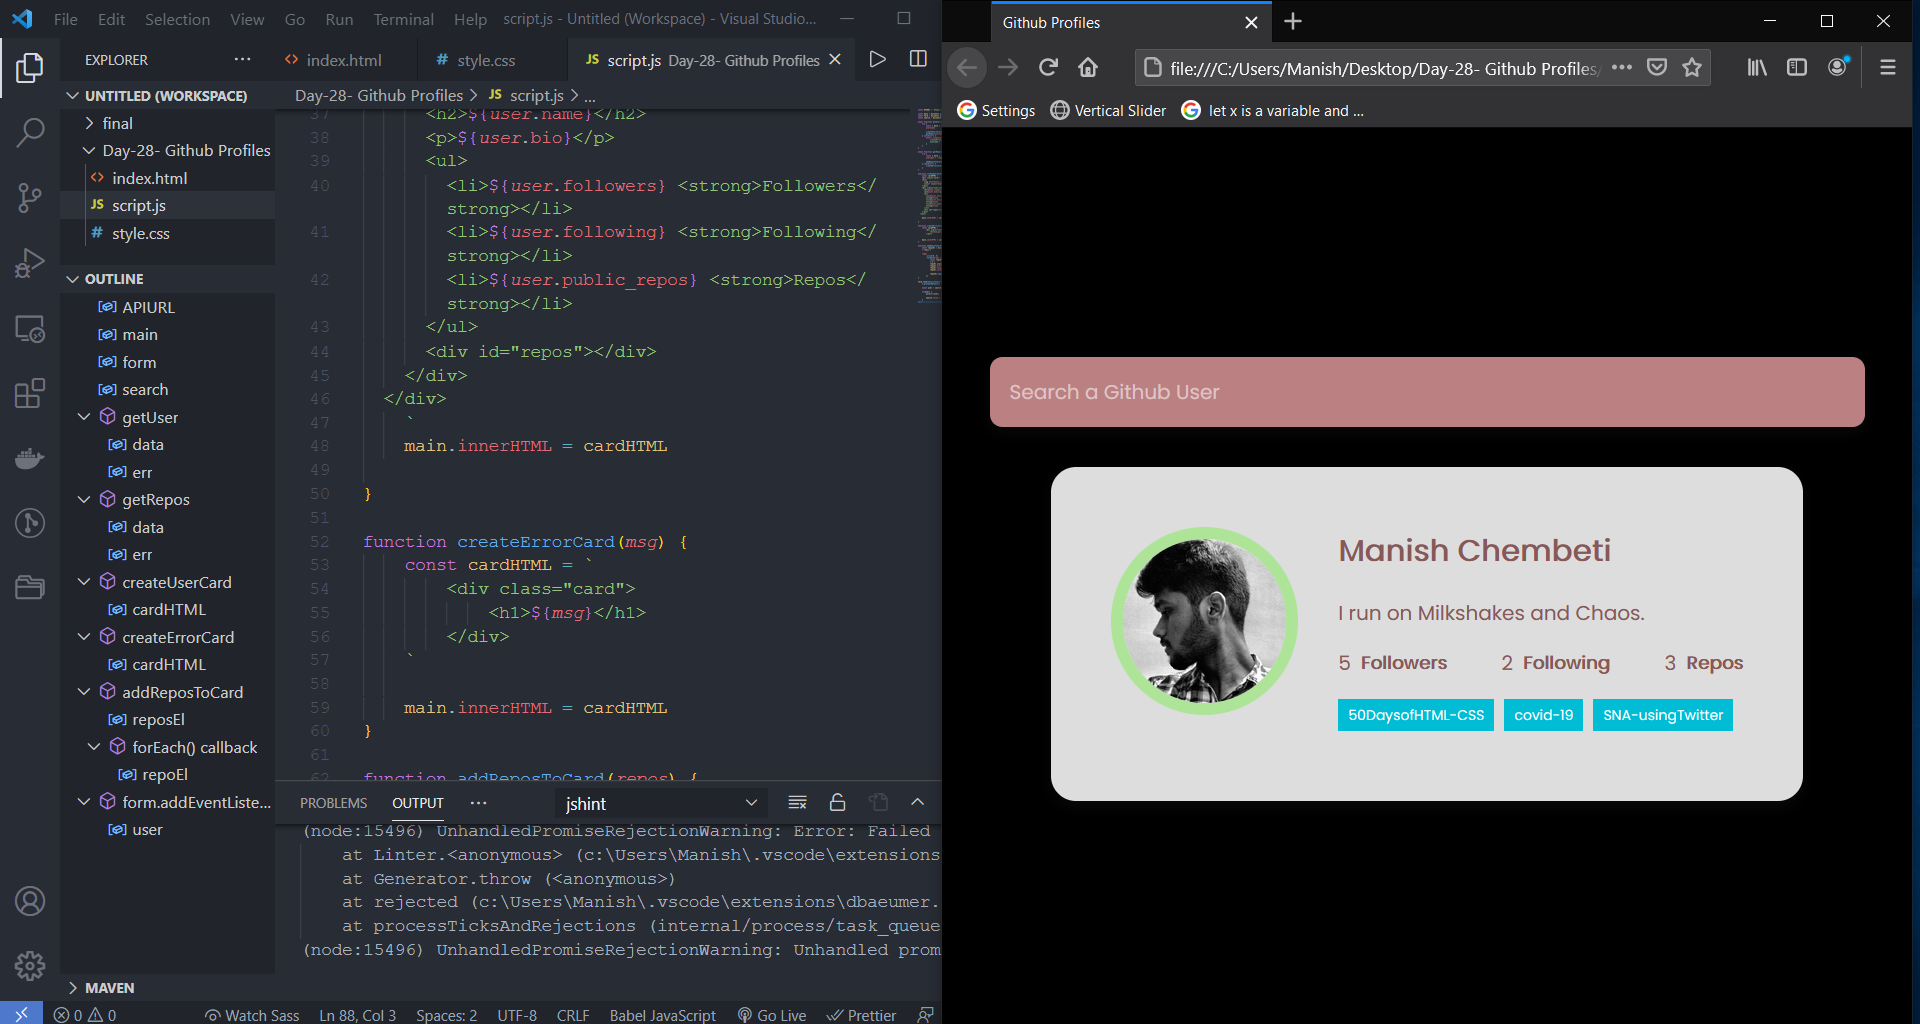 File Edit Selection View Go Run Terminal Help script.js - Untitled (Workspace) - Visual Studio...
EXPLORER ...
index.html
# style.css
JS script.js Day-28- Github Profiles
UNTITLED (WORKSPACE)
final
Day-28- Github Profiles
index.html
JS script.js
# style.css
OUTLINE
APIURL
main
form
search
getUser
data
err
getRepos
data
err
createUserCard
cardHTML
createErrorCard
cardHTML
addReposToCard
reposEl
forEach() callback
repoEl
form.addEventListe...
user
MAVEN
Day-28- Github Profiles > JS script.js > ...
37 <h2>${user.name}</h2>
38 <p>${user.bio}</p>
39 <ul>
40 <li>${user.followers} <strong>Followers</
strong></li>
41 <li>${user.following} <strong>Following</
strong></li>
42 <li>${user.public_repos} <strong>Repos</
strong></li>
43 </ul>
44 <div id="repos"></div>
45 </div>
46 </div>
47 `
48 main.innerHTML = cardHTML
49
50 }
51
52 function createErrorCard(msg) {
53 const cardHTML = `
54 <div class="card">
55 <h1>${msg}</h1>
56 </div>
57 `
58
59 main.innerHTML = cardHTML
60 }
61
62 function addReposToCard(repos) {
PROBLEMS OUTPUT ... jshint
(node:15496) UnhandledPromiseRejectionWarning: Error: Failed
at Linter.<anonymous> (c:\Users\Manish\.vscode\extensions
at Generator.throw (<anonymous>)
at rejected (c:\Users\Manish\.vscode\extensions\dbaeumer.
at processTicksAndRejections (internal/process/task_queue
(node:15496) UnhandledPromiseRejectionWarning: Unhandled prom
0 0 Watch Sass Ln 88, Col 3 Spaces: 2 UTF-8 CRLF Babel JavaScript Go Live Prettier
Github Profiles
file:///C:/Users/Manish/Desktop/Day-28- Github Profiles/
Settings Vertical Slider let x is a variable and ...
Search a Github User
Manish Chembeti
I run on Milkshakes and Chaos.
5 Followers 2 Following 3 Repos
50DaysofHTML-CSS covid-19 SNA-usingTwitter